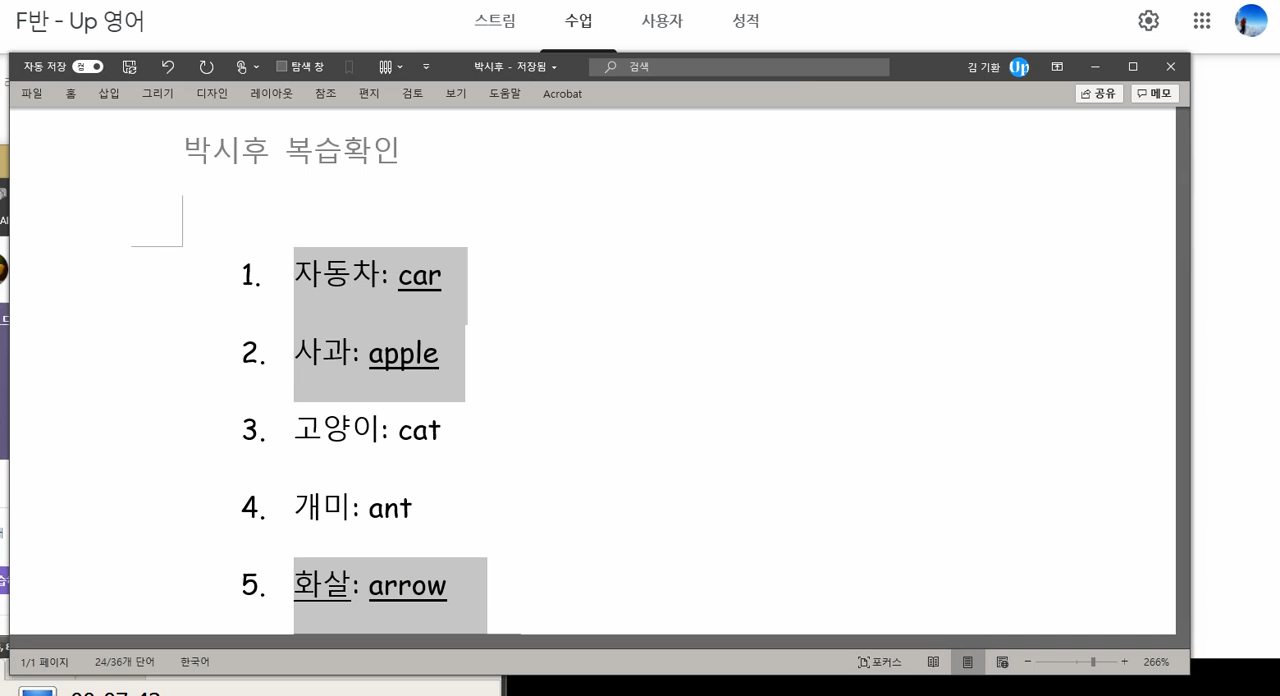 F반 - Up 영어
스트림 수업 사용자 성적
자동 저장 탐색 창 박시후 - 저장됨 검색 김 기환 Up
파일 홈 삽입 그리기 디자인 레이아웃 참조 편지 검토 보기 도움말 Acrobat 공유 메모
박시후 복습확인
1. 자동차: car
2. 사과: apple
3. 고양이: cat
4. 개미: ant
5. 화살: arrow
1/1 페이지 24/36개 단어 한국어 포커스 266%